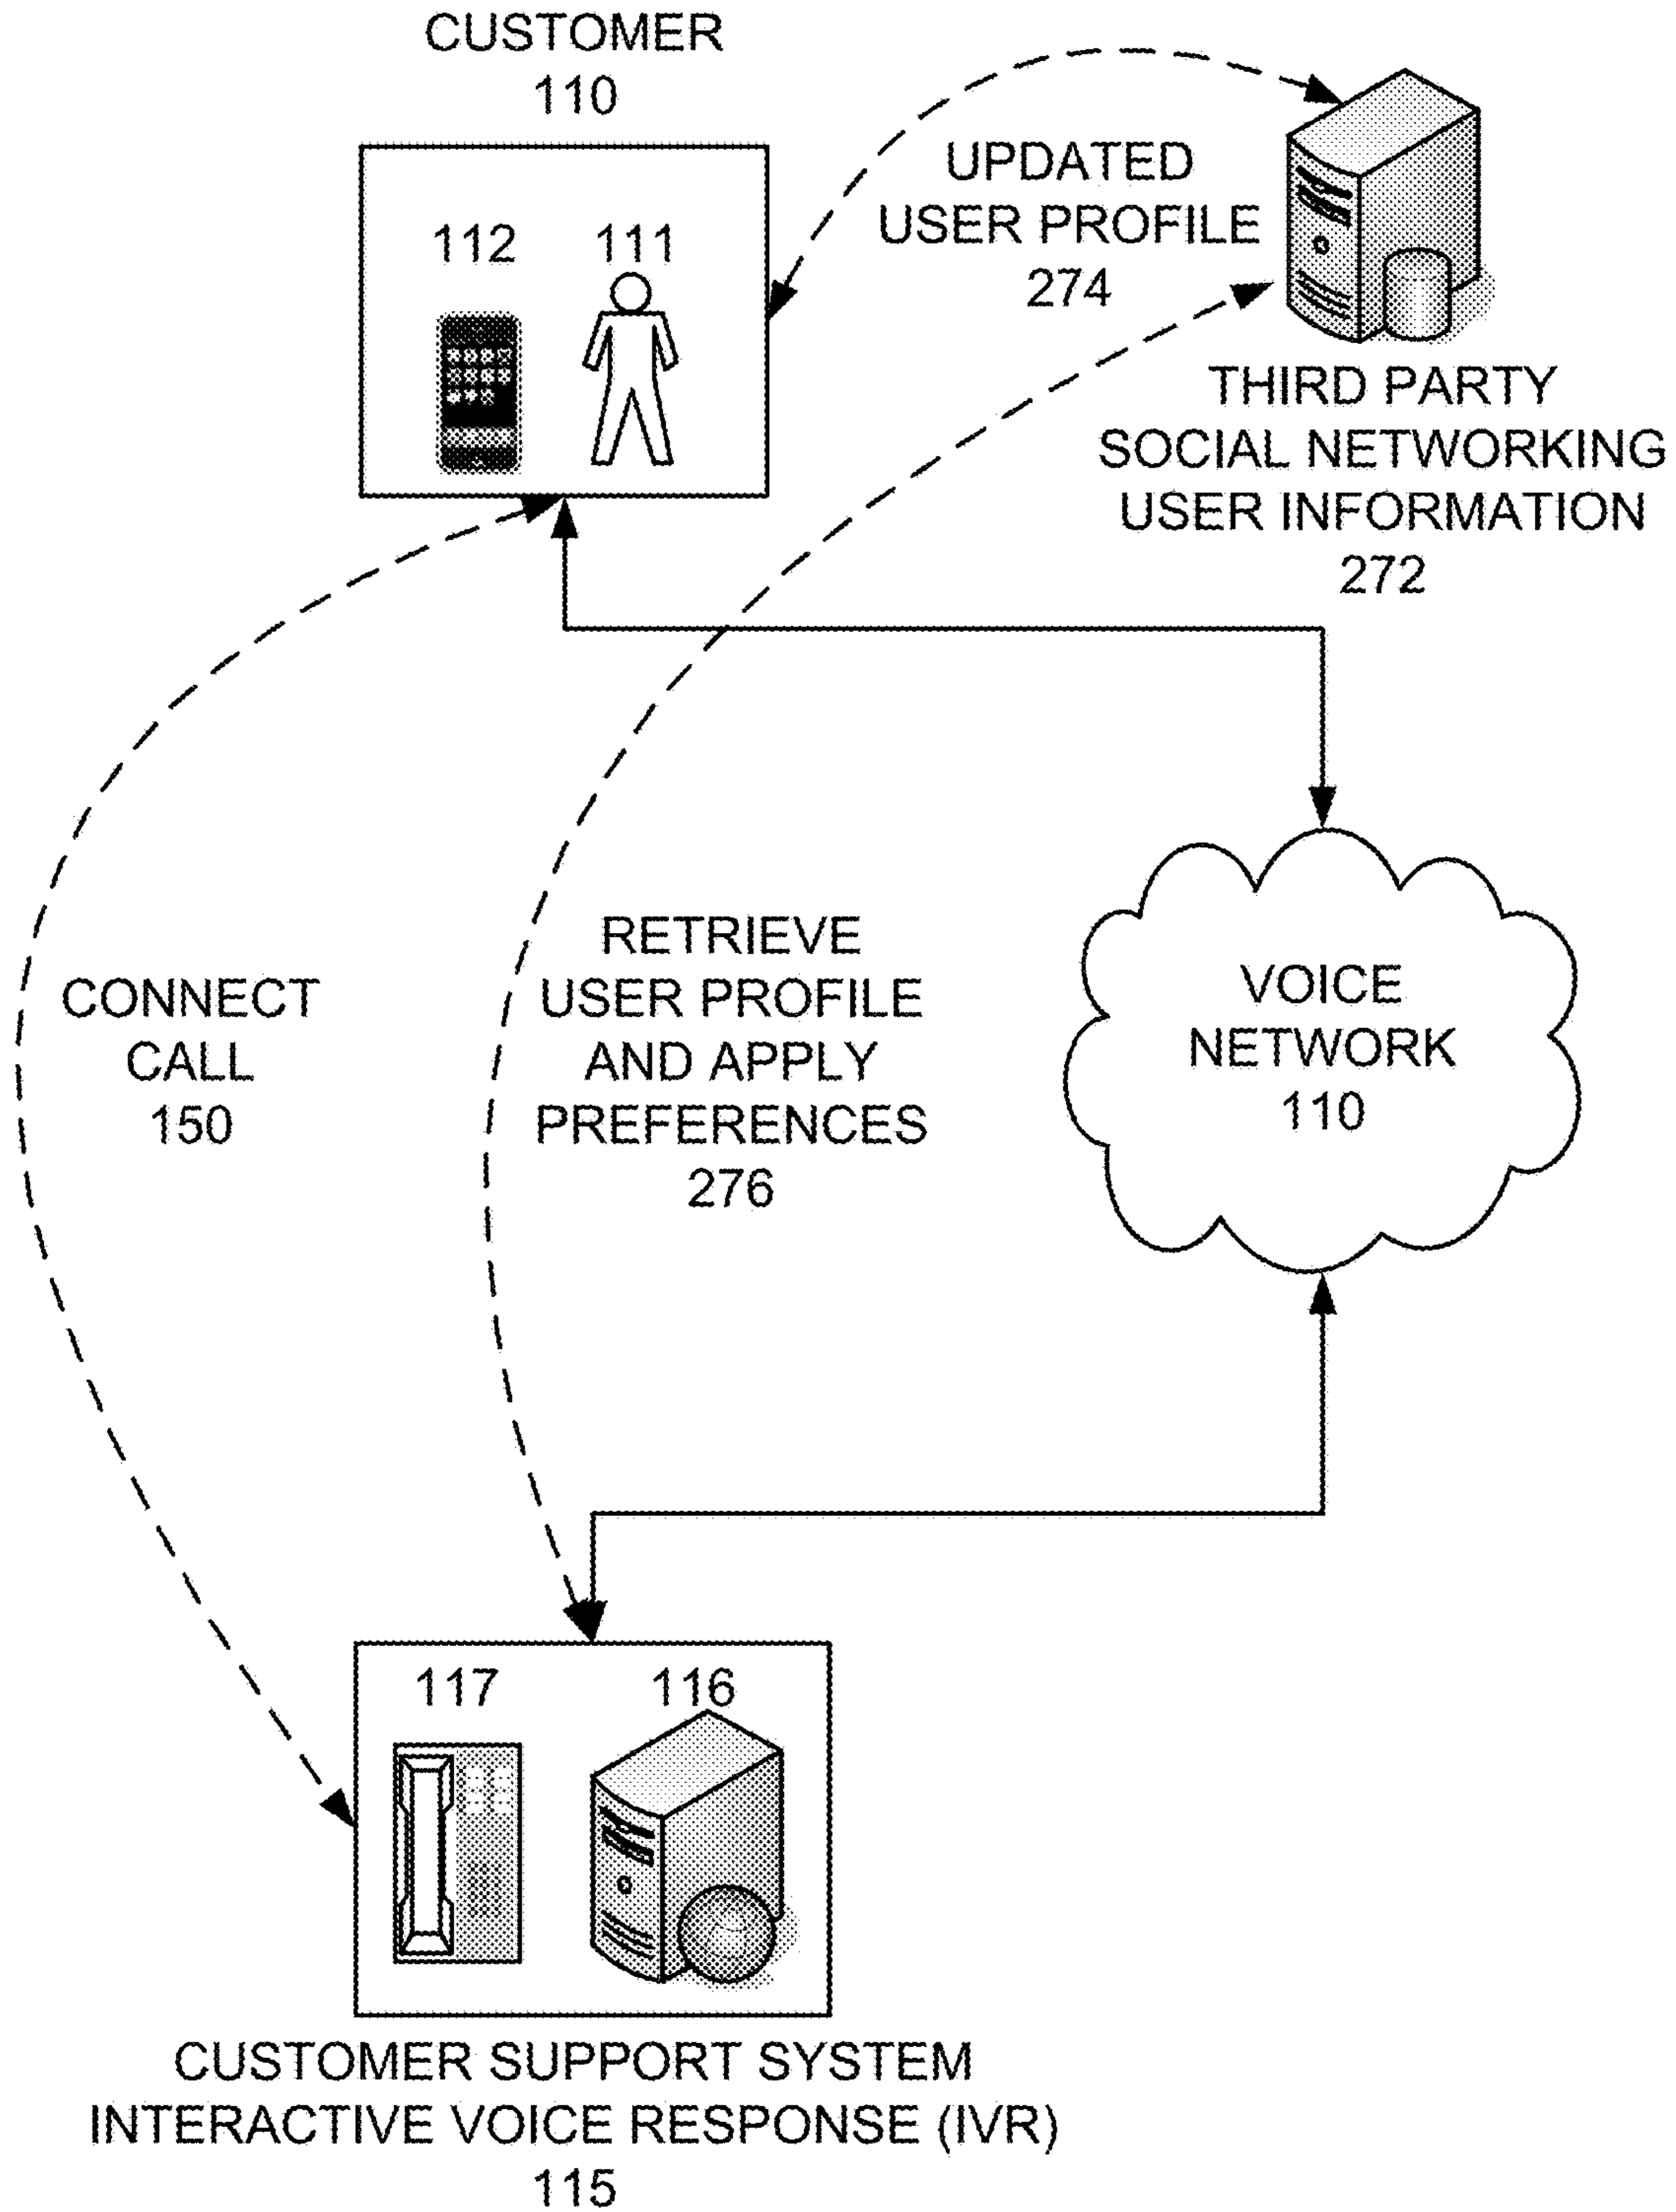 CUSTOMER
110
112
111
UPDATED
USER PROFILE
274
THIRD PARTY
SOCIAL NETWORKING
USER INFORMATION
272
CONNECT
CALL
150
RETRIEVE
USER PROFILE
AND APPLY
PREFERENCES
276
VOICE
NETWORK
110
117
116
CUSTOMER SUPPORT SYSTEM
INTERACTIVE VOICE RESPONSE (IVR)
115